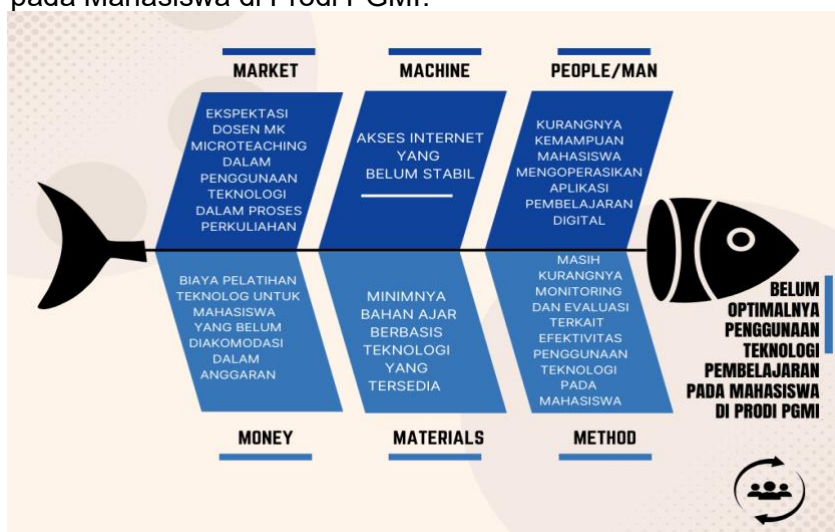 pada Mahasiswa di Prodi PGMI.
MARKET
MACHINE
PEOPLE/MAN
EKSPEKTASI
DOSEN MK
MICROTEACHING
DALAM
PENGGUNAAN
TEKNOLOGI
DALAM PROSES
PERKULIAHAN
AKSES INTERNET
YANG
BELUM STABIL
KURANGNYA
KEMAMPUAN
MAHASISWA
MENGOPERASIKAN
APLIKASI
PEMBELAJARAN
DIGITAL
BIAYA PELATIHAN
TEKNOLOG UNTUK
MAHASISWA
YANG BELUM
DIAKOMODASI
DALAM
ANGGARAN
MINIMNYA
BAHAN AJAR
BERBASIS
TEKNOLOGI
YANG
TERSEDIA
MASIH
KURANGNYA
MONITORING
DAN EVALUASI
TERKAIT
EFEKTIVITAS
PENGGUNAAN
TEKNOLOGI
PADA
MAHASISWA
BELUM
OPTIMALNYA
PENGGUNAAN
TEKNOLOGI
PEMBELAJARAN
PADA MAHASISWA
DI PRODI PGMI
MONEY
MATERIALS
METHOD